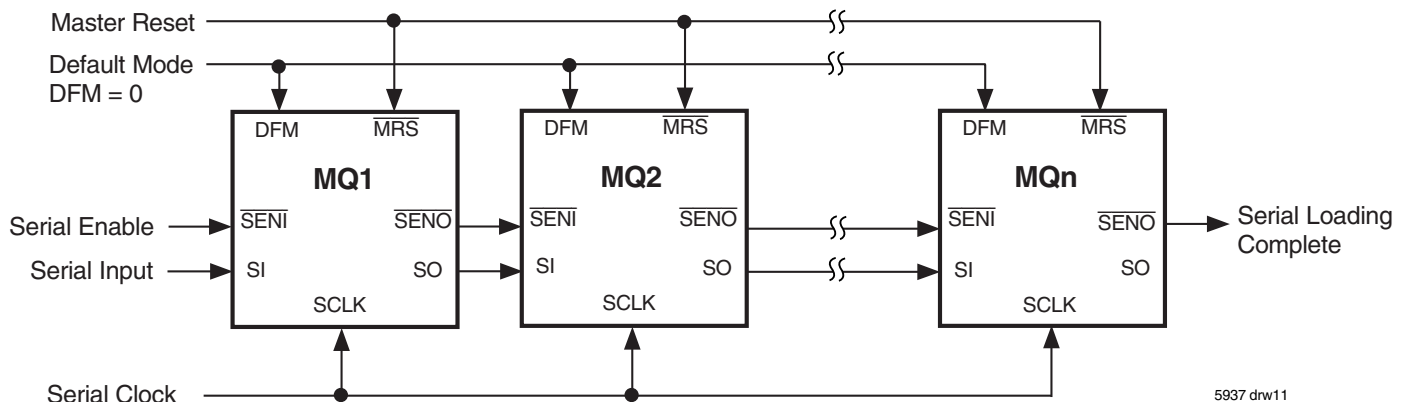 Master Reset
Default Mode
DFM = 0
DFM MRS DFM MRS DFM MRS
MQ1 MQ2 MQn
Serial Enable SENI SENO SENI SENO SENI SENO Serial Loading
Complete
Serial Input SI SO SI SO SI SO
SCLK SCLK SCLK
Serial Clock
5937 drw11